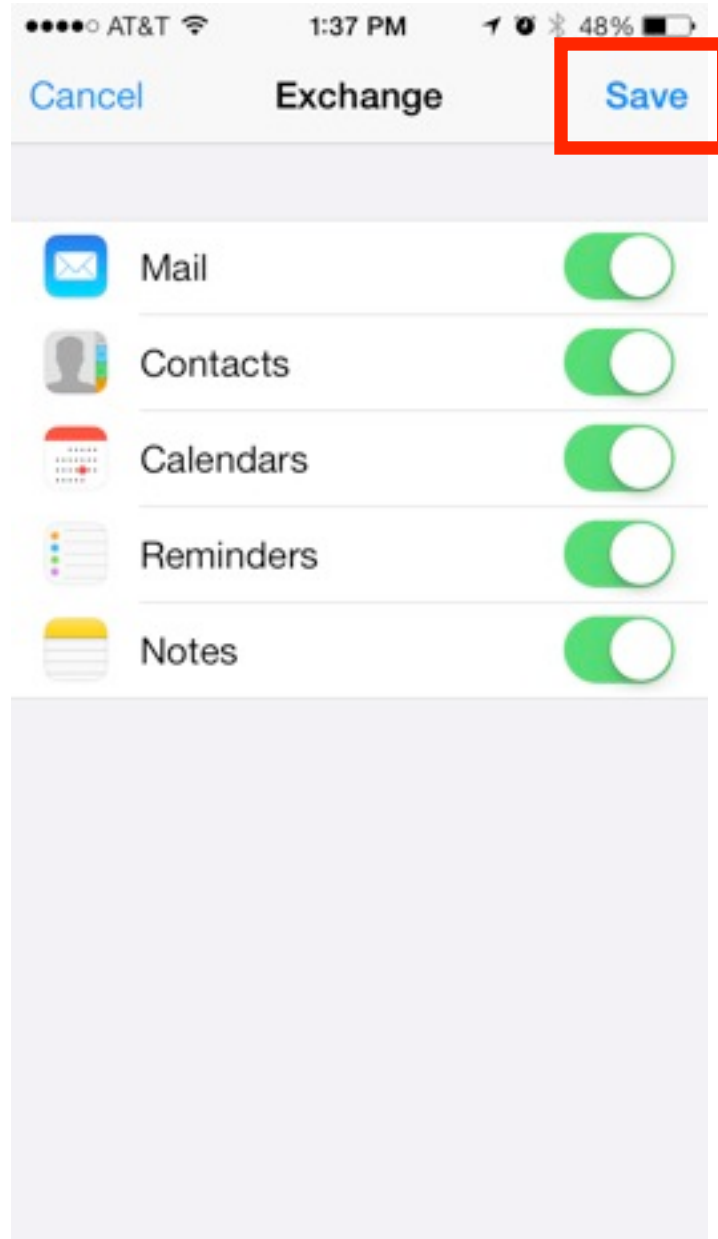 AT&T 1:37 PM 48%
Cancel Exchange Save
Mail
Contacts
Calendars
Reminders
Notes